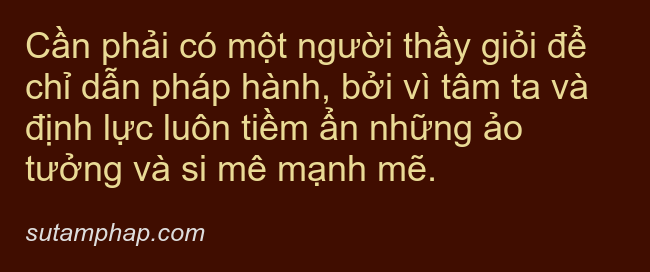 Cần phải có một người thầy giỏi để
chỉ dẫn pháp hành, bởi vì tâm ta và
định lực luôn tiềm ẩn những ảo
tưởng và si mê mạnh mẽ.
sutamphap.com